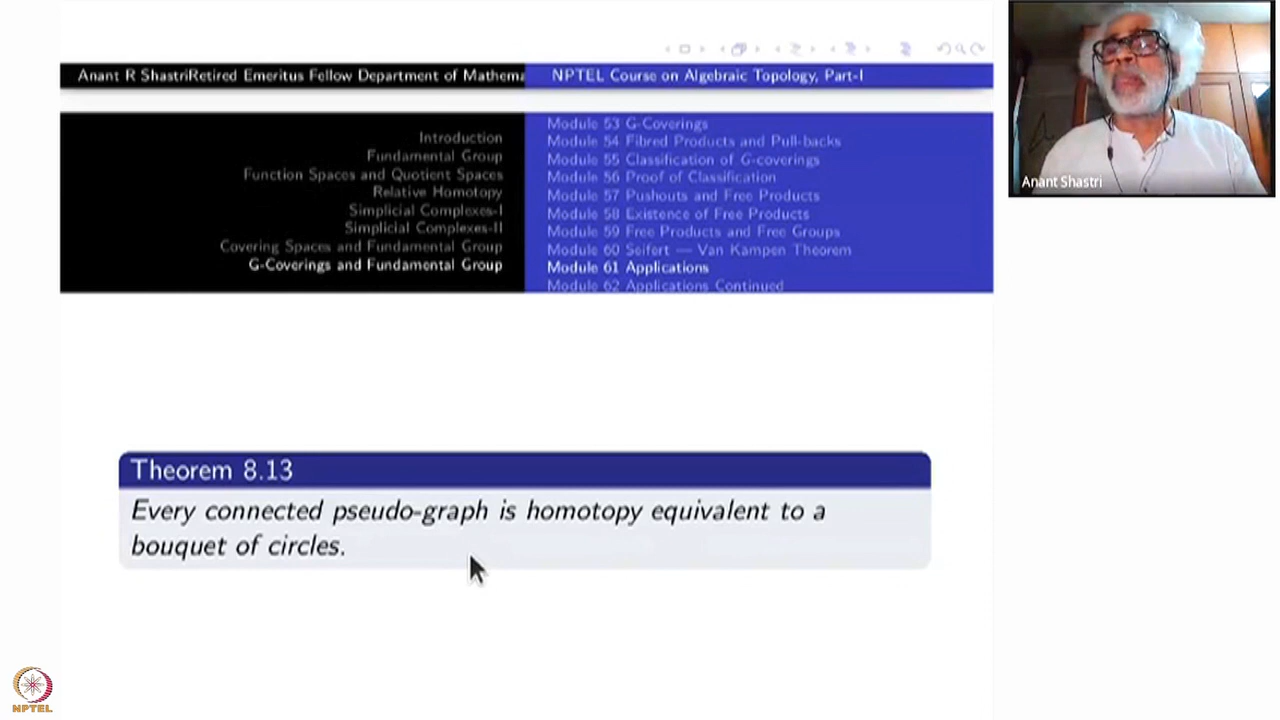 Anant R ShastriRetired Emeritus Fellow Department of Mathema
NPTEL Course on Algebraic Topology, Part-I
Introduction
Fundamental Group
Function Spaces and Quotient Spaces
Relative Homotopy
Simplicial Complexes-I
Simplicial Complexes-II
Covering Spaces and Fundamental Group
G-Coverings and Fundamental Group
Module 53 G-Coverings
Module 54 Fibred Products and Pull-backs
Module 55 Classification of G-coverings
Module 56 Proof of Classification
Module 57 Pushouts and Free Products
Module 58 Existence of Free Products
Module 59 Free Products and Free Groups
Module 60 Seifert — Van Kampen Theorem
Module 61 Applications
Module 62 Applications Continued
Anant Shastri
Theorem 8.13
Every connected pseudo-graph is homotopy equivalent to a
bouquet of circles.
NPTEL